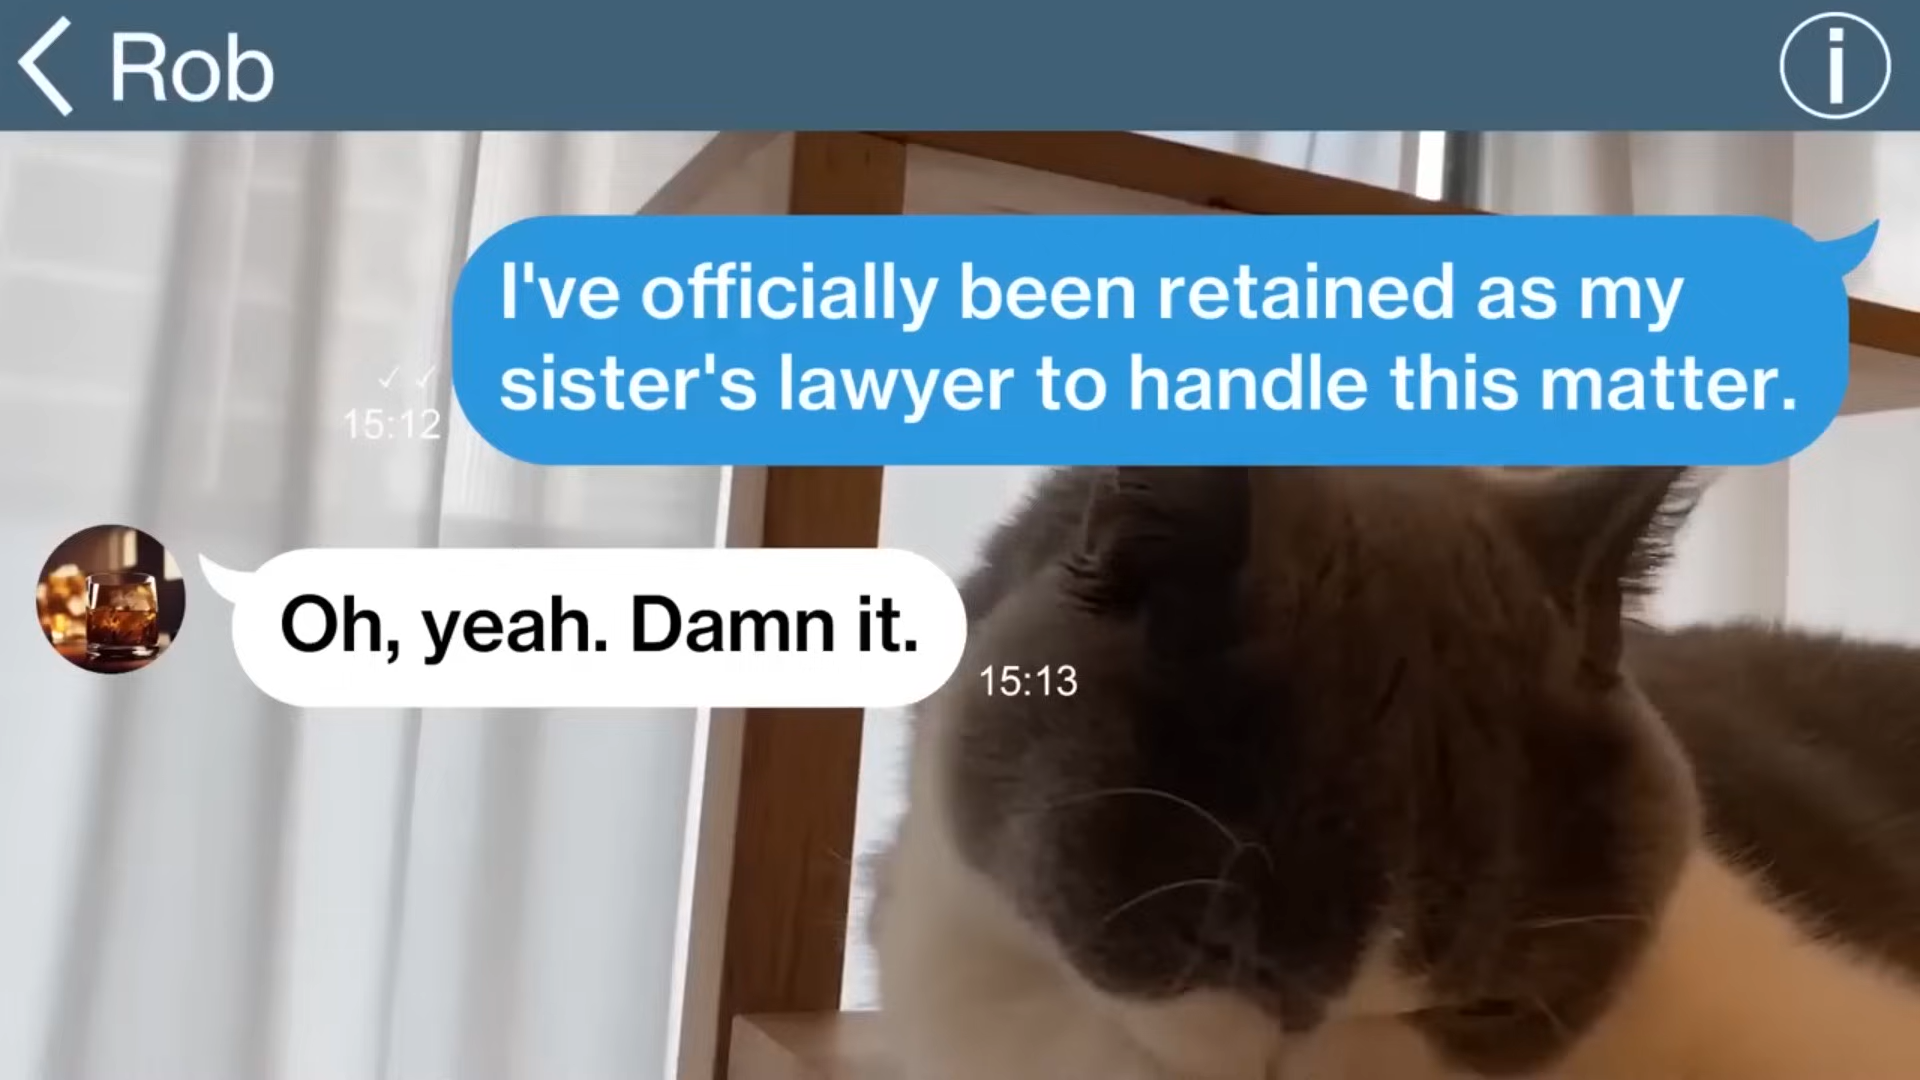 Rob
I've officially been retained as my
sister's lawyer to handle this matter.
15:12
Oh, yeah. Damn it.
15:13